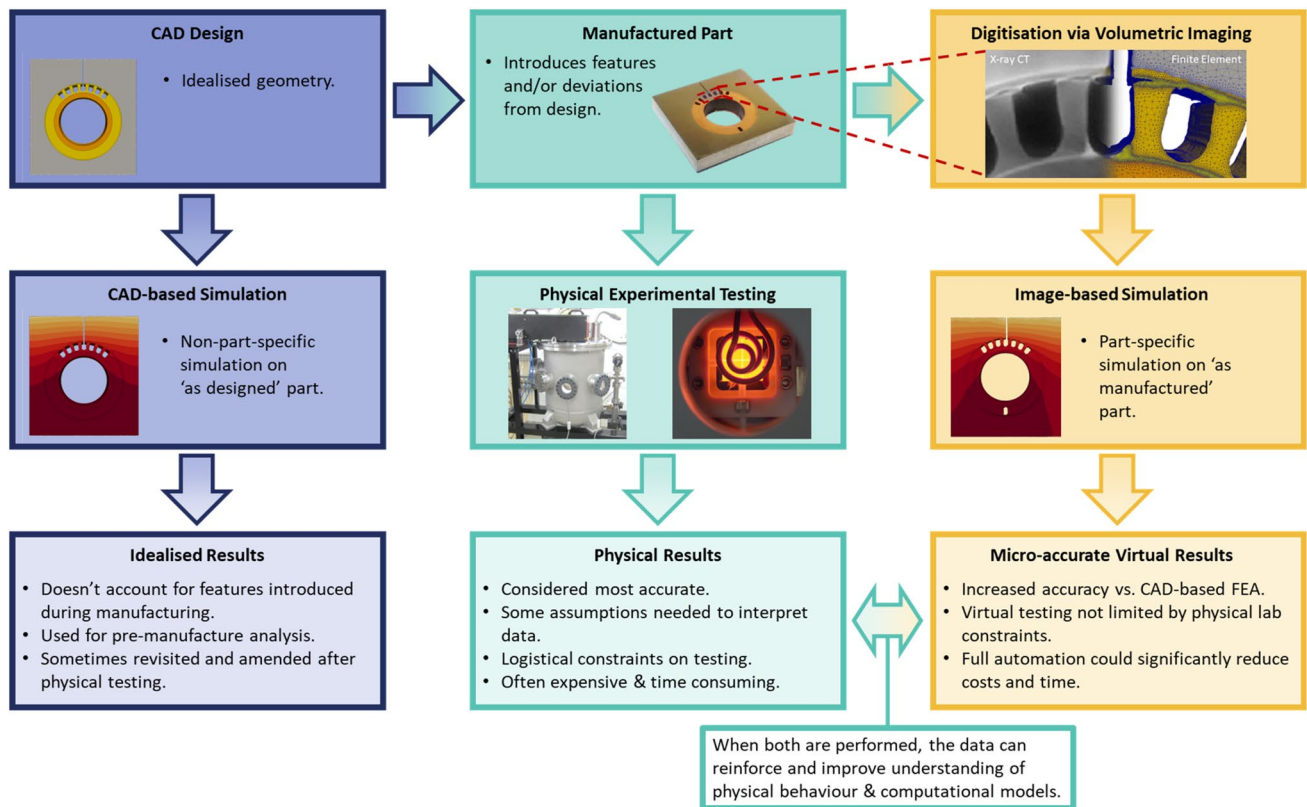 CAD Design
• Idealised geometry.
Manufactured Part
• Introduces features
and/or deviations
from design.
Digitisation via Volumetric Imaging
X-ray CT
Finite Element
CAD-based Simulation
• Non-part-specific
simulation on
‘as designed’ part.
Physical Experimental Testing
Image-based Simulation
• Part-specific
simulation on ‘as
manufactured’
part.
Idealised Results
• Doesn’t account for features introduced
during manufacturing.
• Used for pre-manufacture analysis.
• Sometimes revisited and amended after
physical testing.
Physical Results
• Considered most accurate.
• Some assumptions needed to interpret
data.
• Logistical constraints on testing.
• Often expensive & time consuming.
Micro-accurate Virtual Results
• Increased accuracy vs. CAD-based FEA.
• Virtual testing not limited by physical lab
constraints.
• Full automation could significantly reduce
costs and time.
When both are performed, the data can
reinforce and improve understanding of
physical behaviour & computational models.